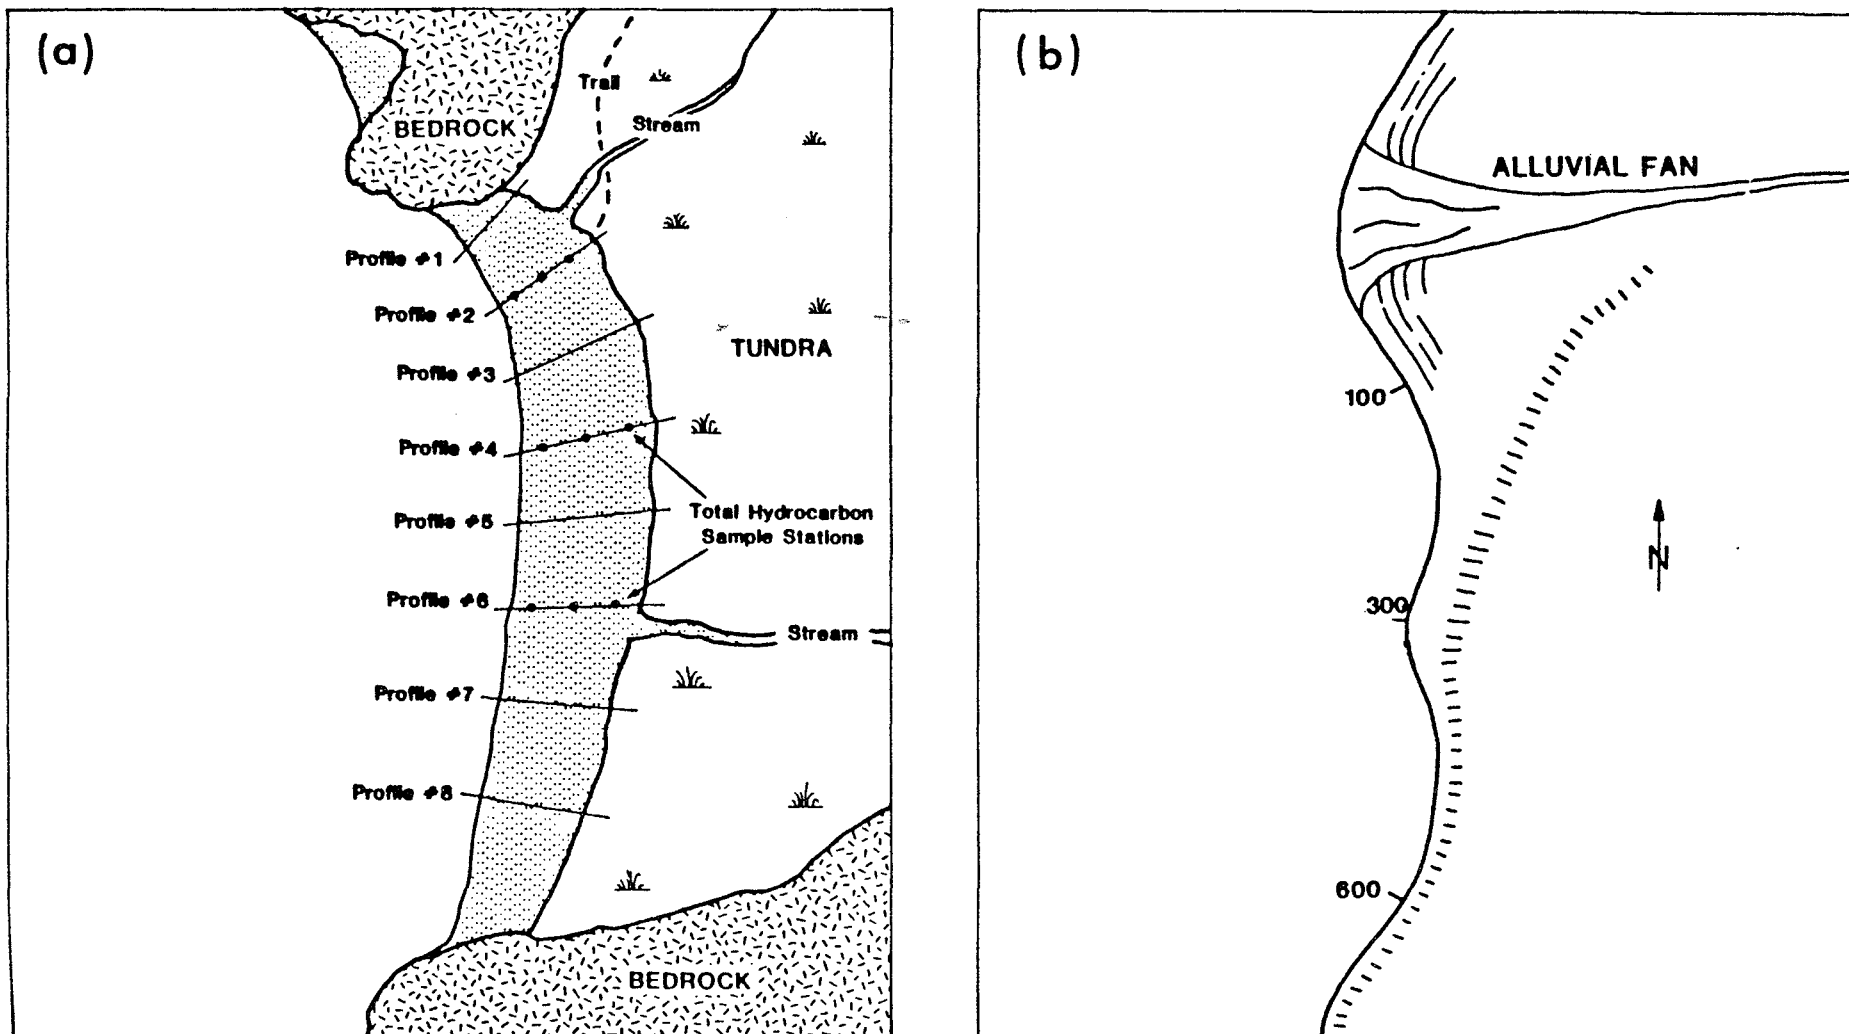 (a)
Trail
Stream
BEDROCK
Profile #1
Profile #2
Profile #3
TUNDRA
Profile #4
Total Hydrocarbon
Sample Stations
Profile #5
Profile #6
Stream
Profile #7
Profile #8
BEDROCK
(b)
ALLUVIAL FAN
100
N
300
600